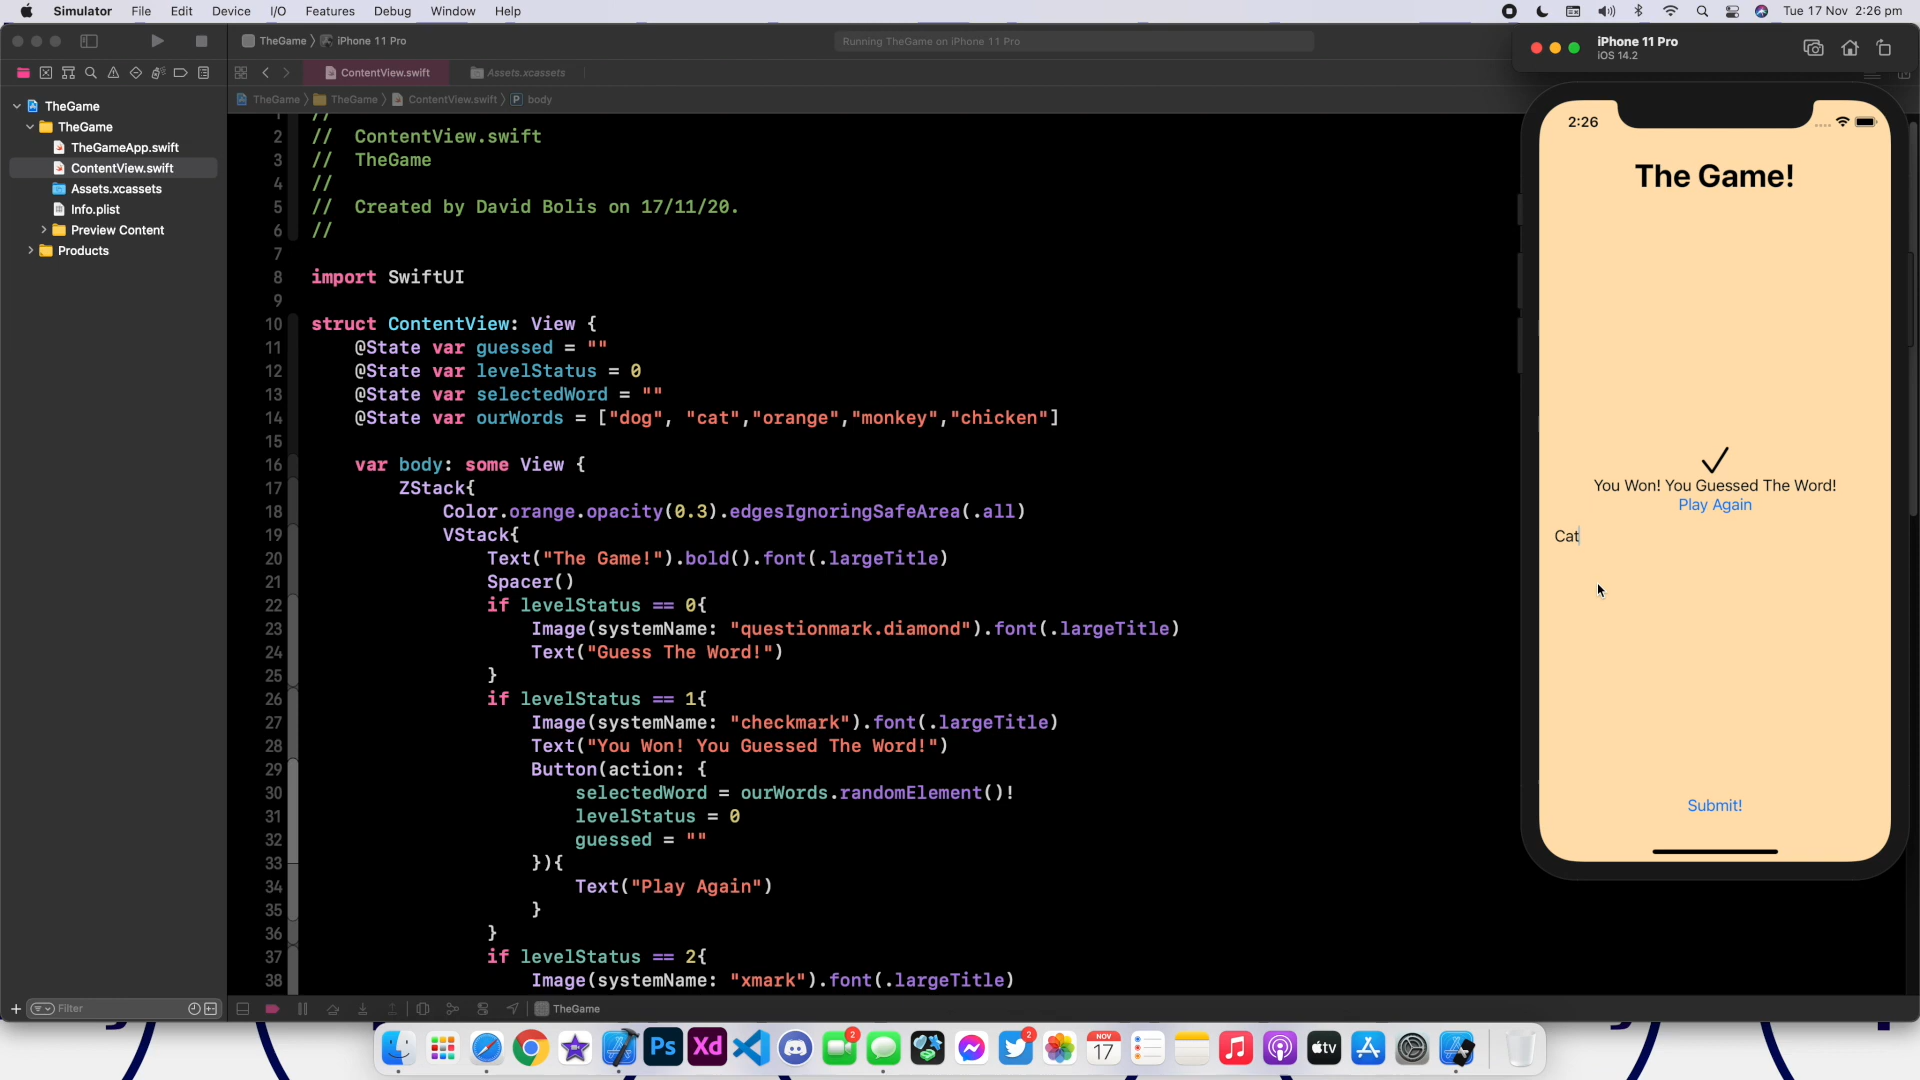 Simulator File Edit Device I/O Features Debug Window Help Tue 17 Nov 2:26 pm
TheGame iPhone 11 Pro Running TheGame on iPhone 11 Pro
iPhone 11 Pro
iOS 14.2
ContentView.swift Assets.xcassets
TheGame TheGame ContentView.swift P body
TheGame
TheGame
TheGameApp.swift
ContentView.swift
Assets.xcassets
Info.plist
Preview Content
Products
1 //
2 // ContentView.swift
3 // TheGame
4 //
5 // Created by David Bolis on 17/11/20.
6 //
7
8 import SwiftUI
9
10 struct ContentView: View {
11 @State var guessed = ""
12 @State var levelStatus = 0
13 @State var selectedWord = ""
14 @State var ourWords = ["dog", "cat","orange","monkey","chicken"]
15
16 var body: some View {
17 ZStack{
18 Color.orange.opacity(0.3).edgesIgnoringSafeArea(.all)
19 VStack{
20 Text("The Game!").bold().font(.largeTitle)
21 Spacer()
22 if levelStatus == 0{
23 Image(systemName: "questionmark.diamond").font(.largeTitle)
24 Text("Guess The Word!")
25 }
26 if levelStatus == 1{
27 Image(systemName: "checkmark").font(.largeTitle)
28 Text("You Won! You Guessed The Word!")
29 Button(action: {
30 selectedWord = ourWords.randomElement()!
31 levelStatus = 0
32 guessed = ""
33 }){
34 Text("Play Again")
35 }
36 }
37 if levelStatus == 2{
38 Image(systemName: "xmark").font(.largeTitle)
2:26
The Game!
You Won! You Guessed The Word!
Play Again
Cat
Submit!
Filter
TheGame
Ps Xd 2 2 NOV 17 tv